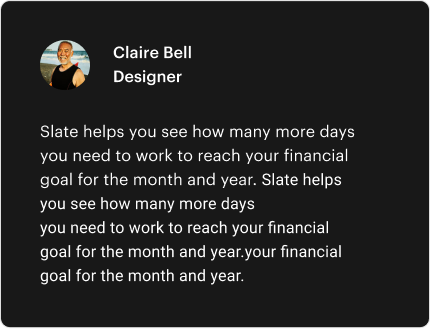 Claire Bell
Designer
Slate helps you see how many more days
you need to work to reach your financial
goal for the month and year. Slate helps
you see how many more days
you need to work to reach your financial
goal for the month and year.your financial
goal for the month and year.